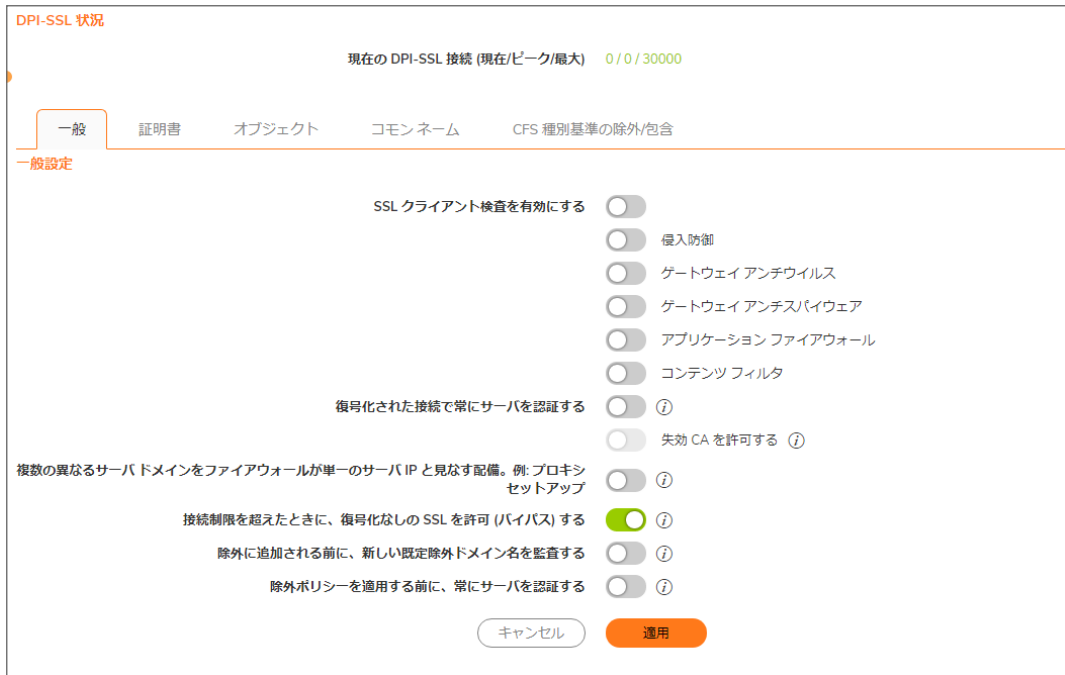 DPI-SSL 状況
現在の DPI-SSL 接続 (現在/ピーク/最大) 0 / 0 / 30000
一般 証明書 オブジェクト コモン ネーム CFS 種別基準の除外/包含
一般設定
SSL クライアント検査を有効にする
侵入防御
ゲートウェイ アンチウイルス
ゲートウェイ アンチスパイウェア
アプリケーション ファイアウォール
コンテンツ フィルタ
復号化された接続で常にサーバを認証する
失効 CA を許可する
複数の異なるサーバ ドメインをファイアウォールが単一のサーバ IP と見なす配備。例: プロキシ
セットアップ
接続制限を超えたときに、復号化なしの SSL を許可 (バイパス) する
除外に追加される前に、新しい既定除外ドメイン名を監査する
除外ポリシーを適用する前に、常にサーバを認証する
キャンセル 適用